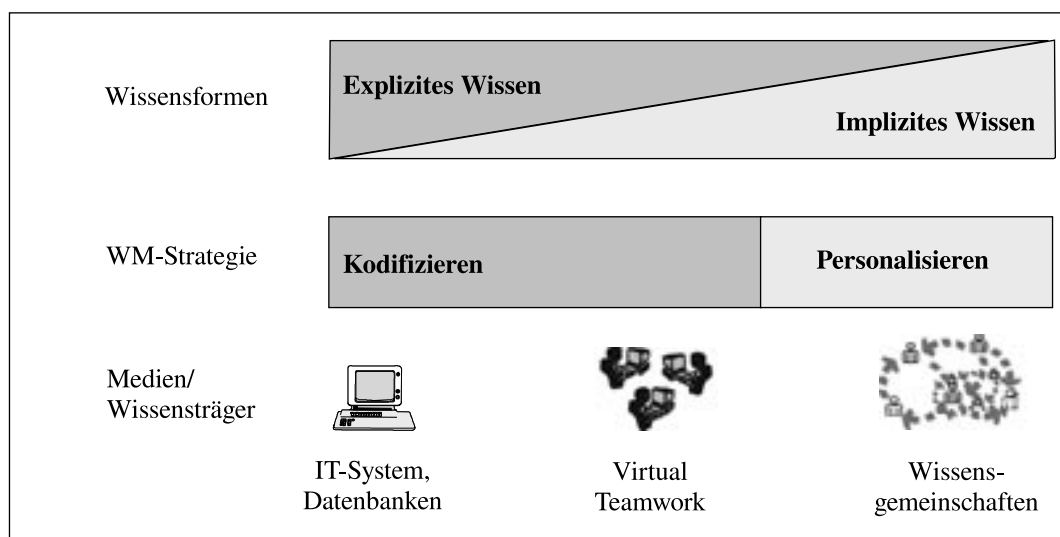 Wissensformen
Explizites Wissen
Implizites Wissen
WM-Strategie
Kodifizieren
Personalisieren
Medien/
Wissensträger
IT-System,
Datenbanken
Virtual
Teamwork
Wissens-
gemeinschaften